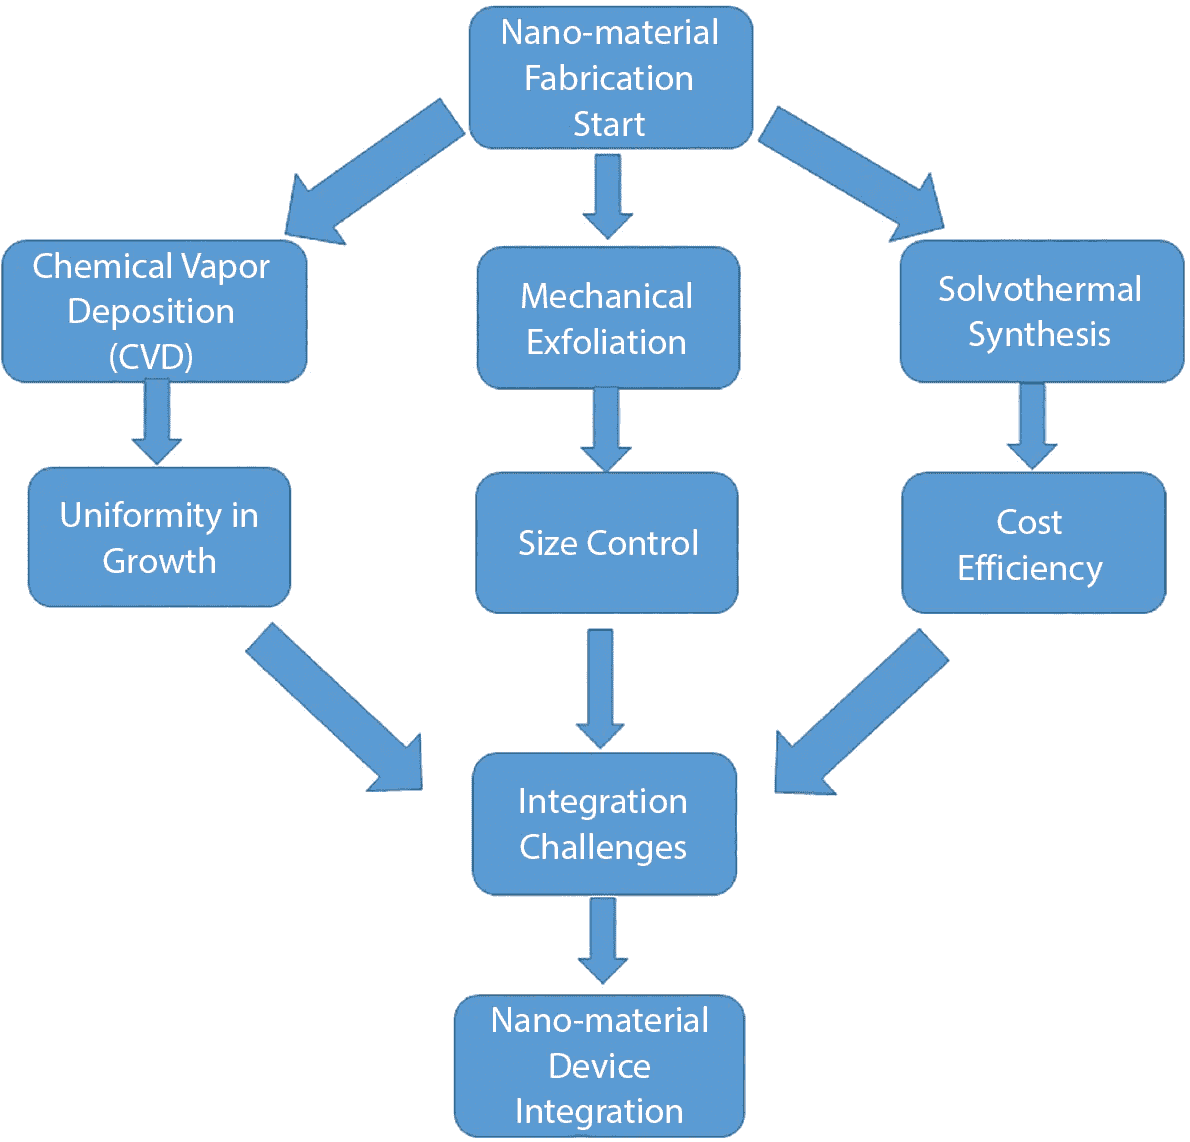 Nano-material
Fabrication
Start
Chemical Vapor
Deposition
(CVD)
Mechanical
Exfoliation
Solvothermal
Synthesis
Uniformity in
Growth
Size Control
Cost
Efficiency
Integration
Challenges
Nano-material
Device
Integration